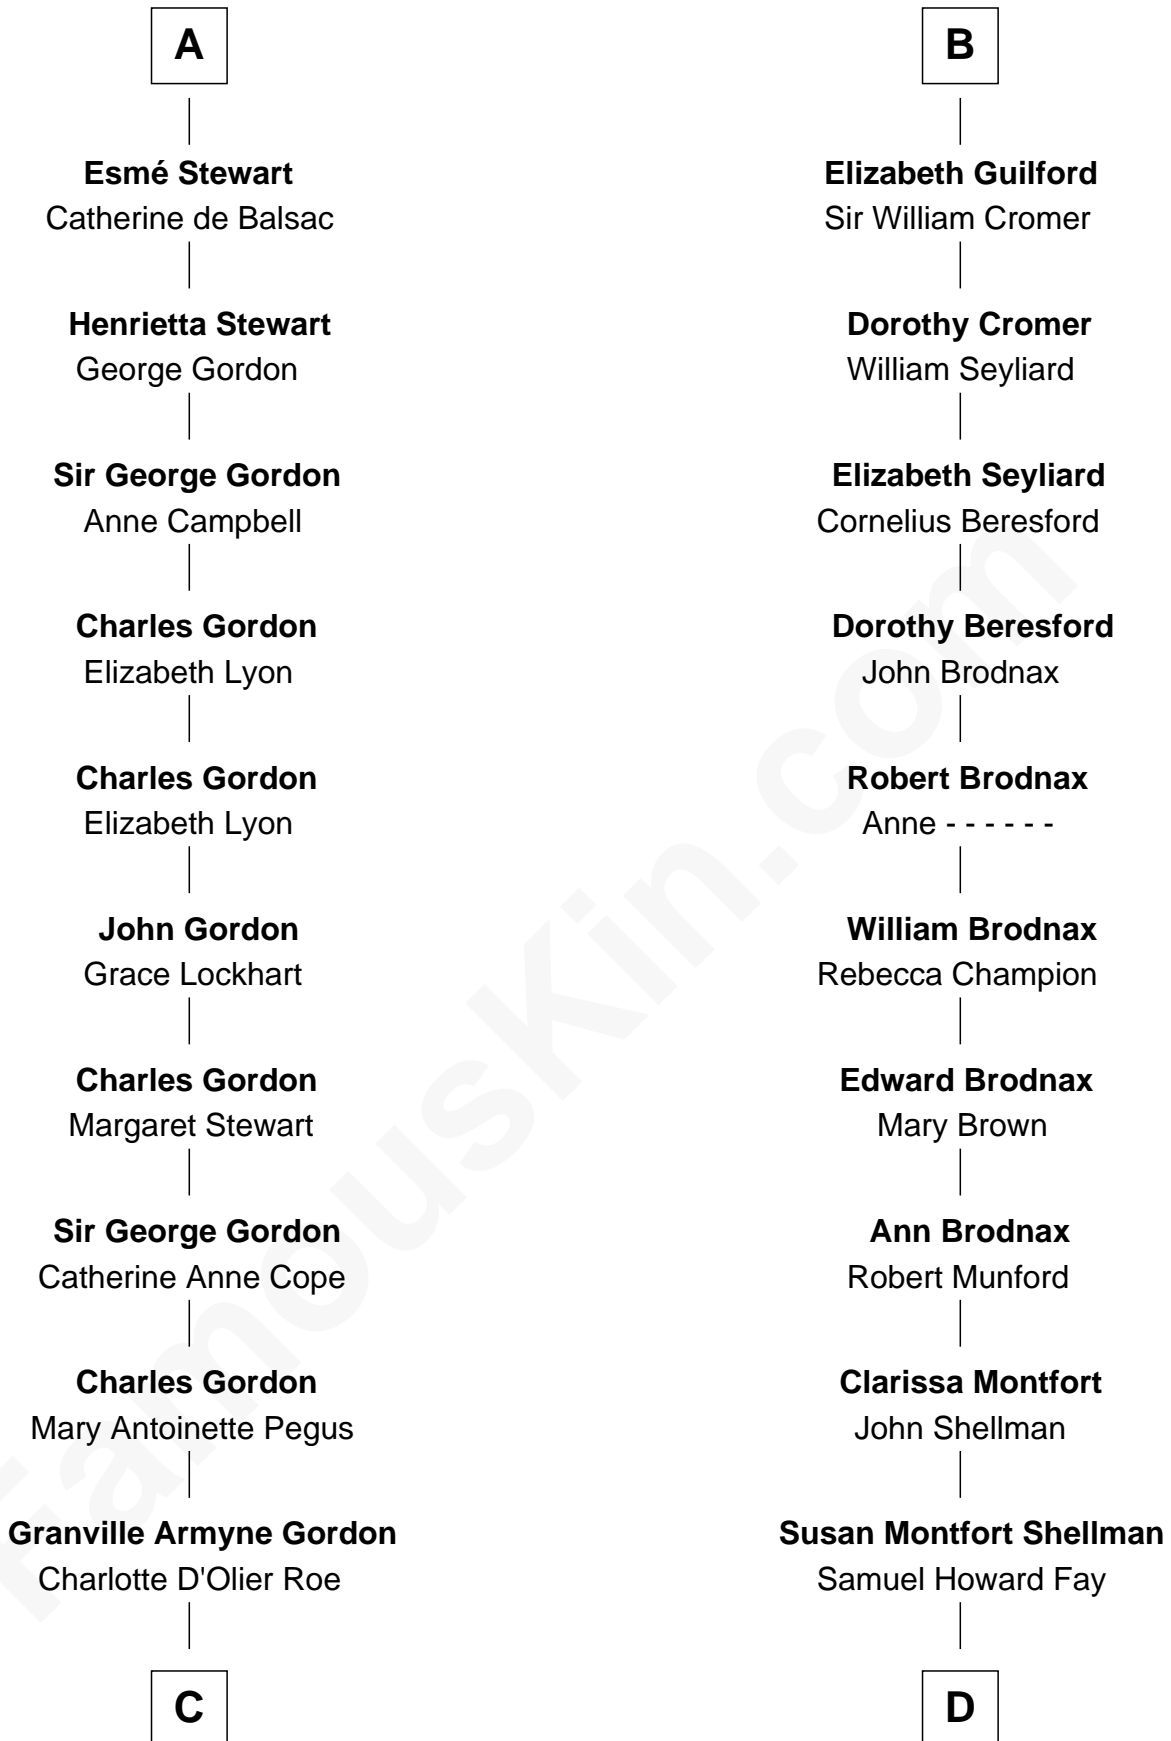 A
Esmé Stewart
Catherine de Balsac
Henrietta Stewart
George Gordon
Sir George Gordon
Anne Campbell
Charles Gordon
Elizabeth Lyon
Charles Gordon
Elizabeth Lyon
John Gordon
Grace Lockhart
Charles Gordon
Margaret Stewart
Sir George Gordon
Catherine Anne Cope
Charles Gordon
Mary Antoinette Pegus
Granville Armyne Gordon
Charlotte D'Olier Roe
C
B
Elizabeth Guilford
Sir William Cromer
Dorothy Cromer
William Seyliard
Elizabeth Seyliard
Cornelius Beresford
Dorothy Beresford
John Brodnax
Robert Brodnax
Anne - - - - - -
William Brodnax
Rebecca Champion
Edward Brodnax
Mary Brown
Ann Brodnax
Robert Munford
Clarissa Montfort
John Shellman
Susan Montfort Shellman
Samuel Howard Fay
D
FamousKin.com